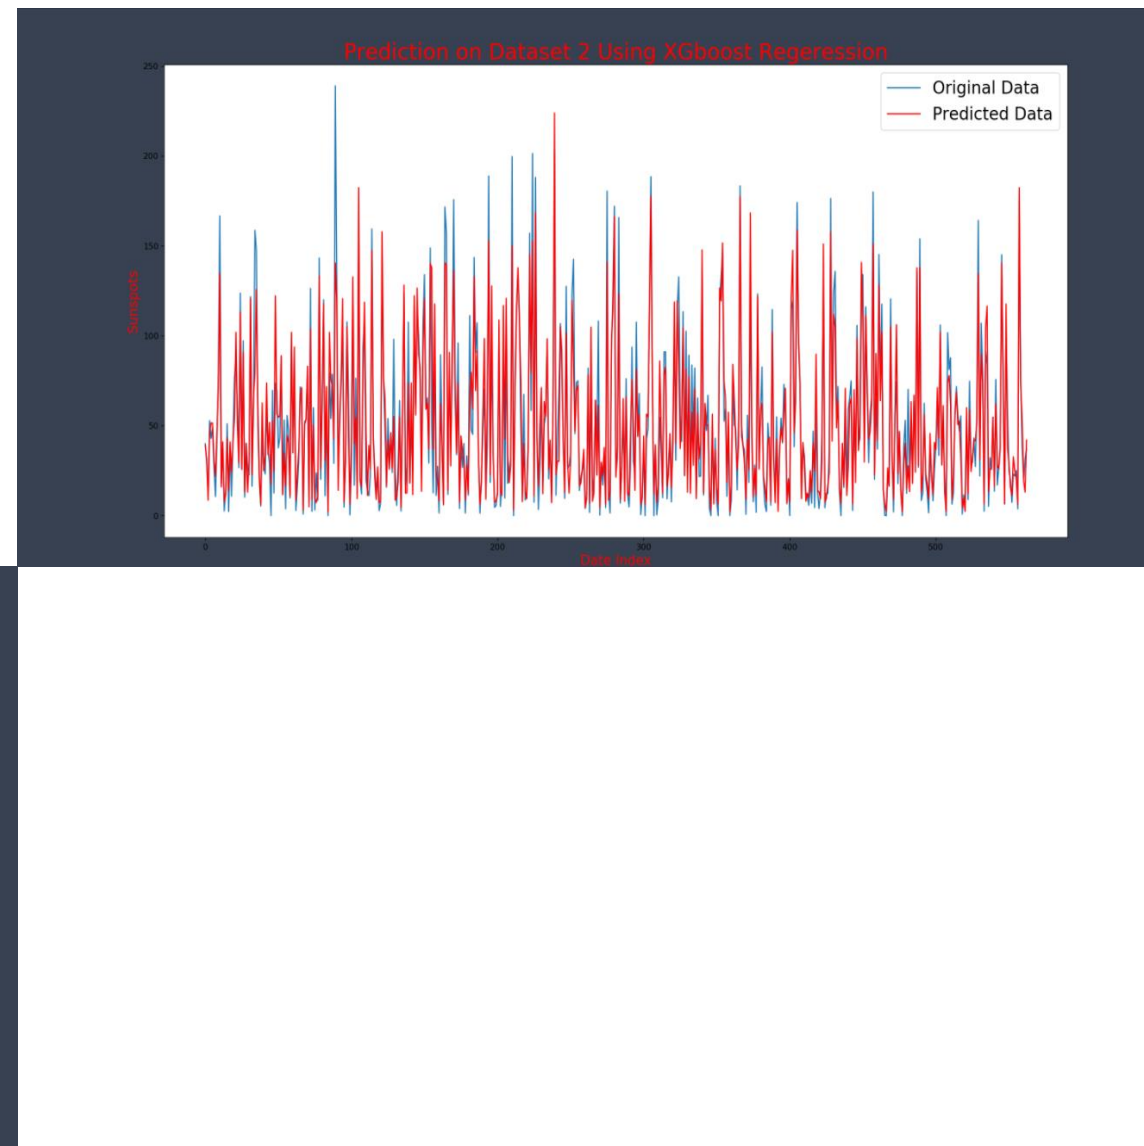 Prediction on Dataset 2 Using XGboost Regeression
250
200
150
100
50
0
Sunspots
Original Data
Predicted Data
0 100 200 300 400 500
Date Index